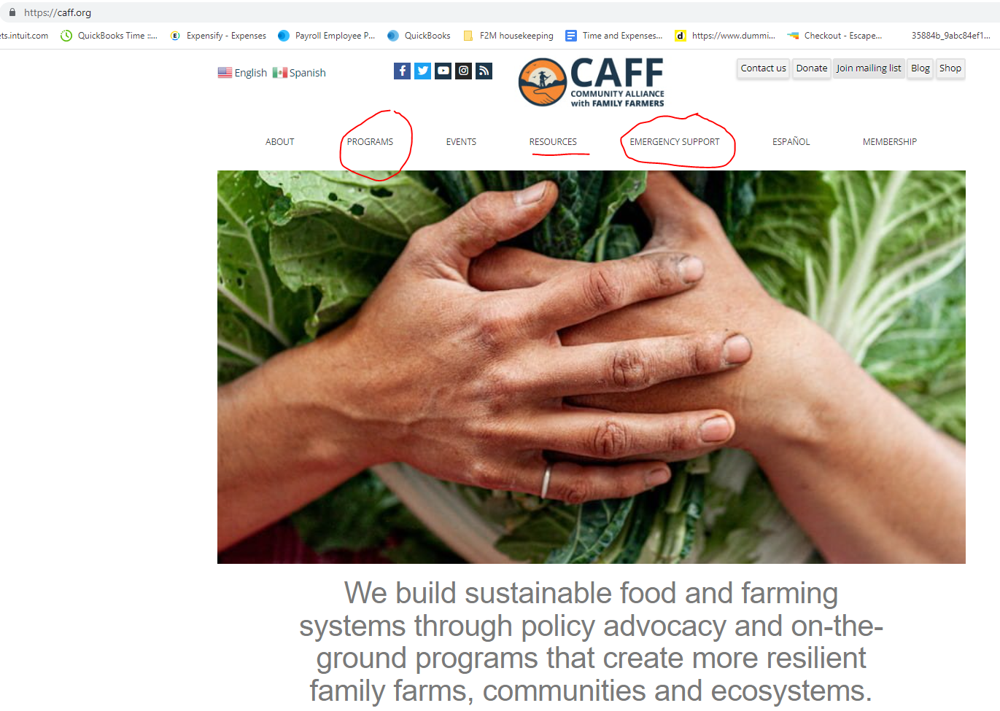 https://caff.org
ets.intuit.com QuickBooks Time ::... Expensify - Expenses Payroll Employee P... QuickBooks F2M housekeeping Time and Expenses... d https://www.dummi... Checkout - Escape... 35884b_9abc84ef1...
English Spanish
CAFF
COMMUNITY ALLIANCE
with FAMILY FARMERS
Contact us Donate Join mailing list Blog Shop
ABOUT PROGRAMS EVENTS RESOURCES EMERGENCY SUPPORT ESPAÑOL MEMBERSHIP
We build sustainable food and farming
systems through policy advocacy and on-the-
ground programs that create more resilient
family farms, communities and ecosystems.